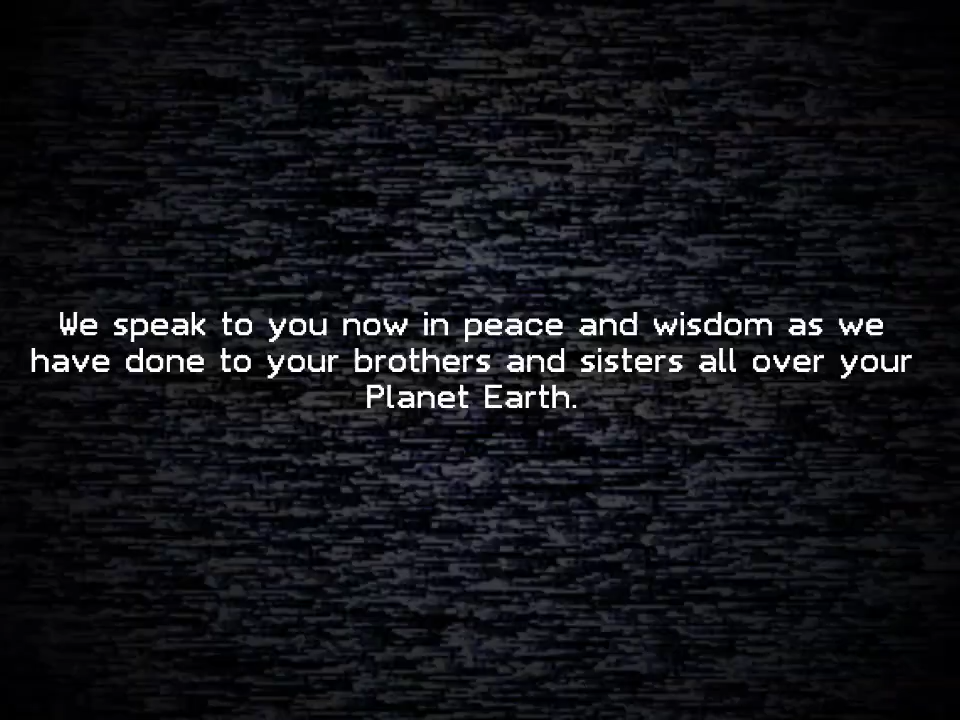 We speak to you now in peace and wisdom as we
have done to your brothers and sisters all over your
Planet Earth.